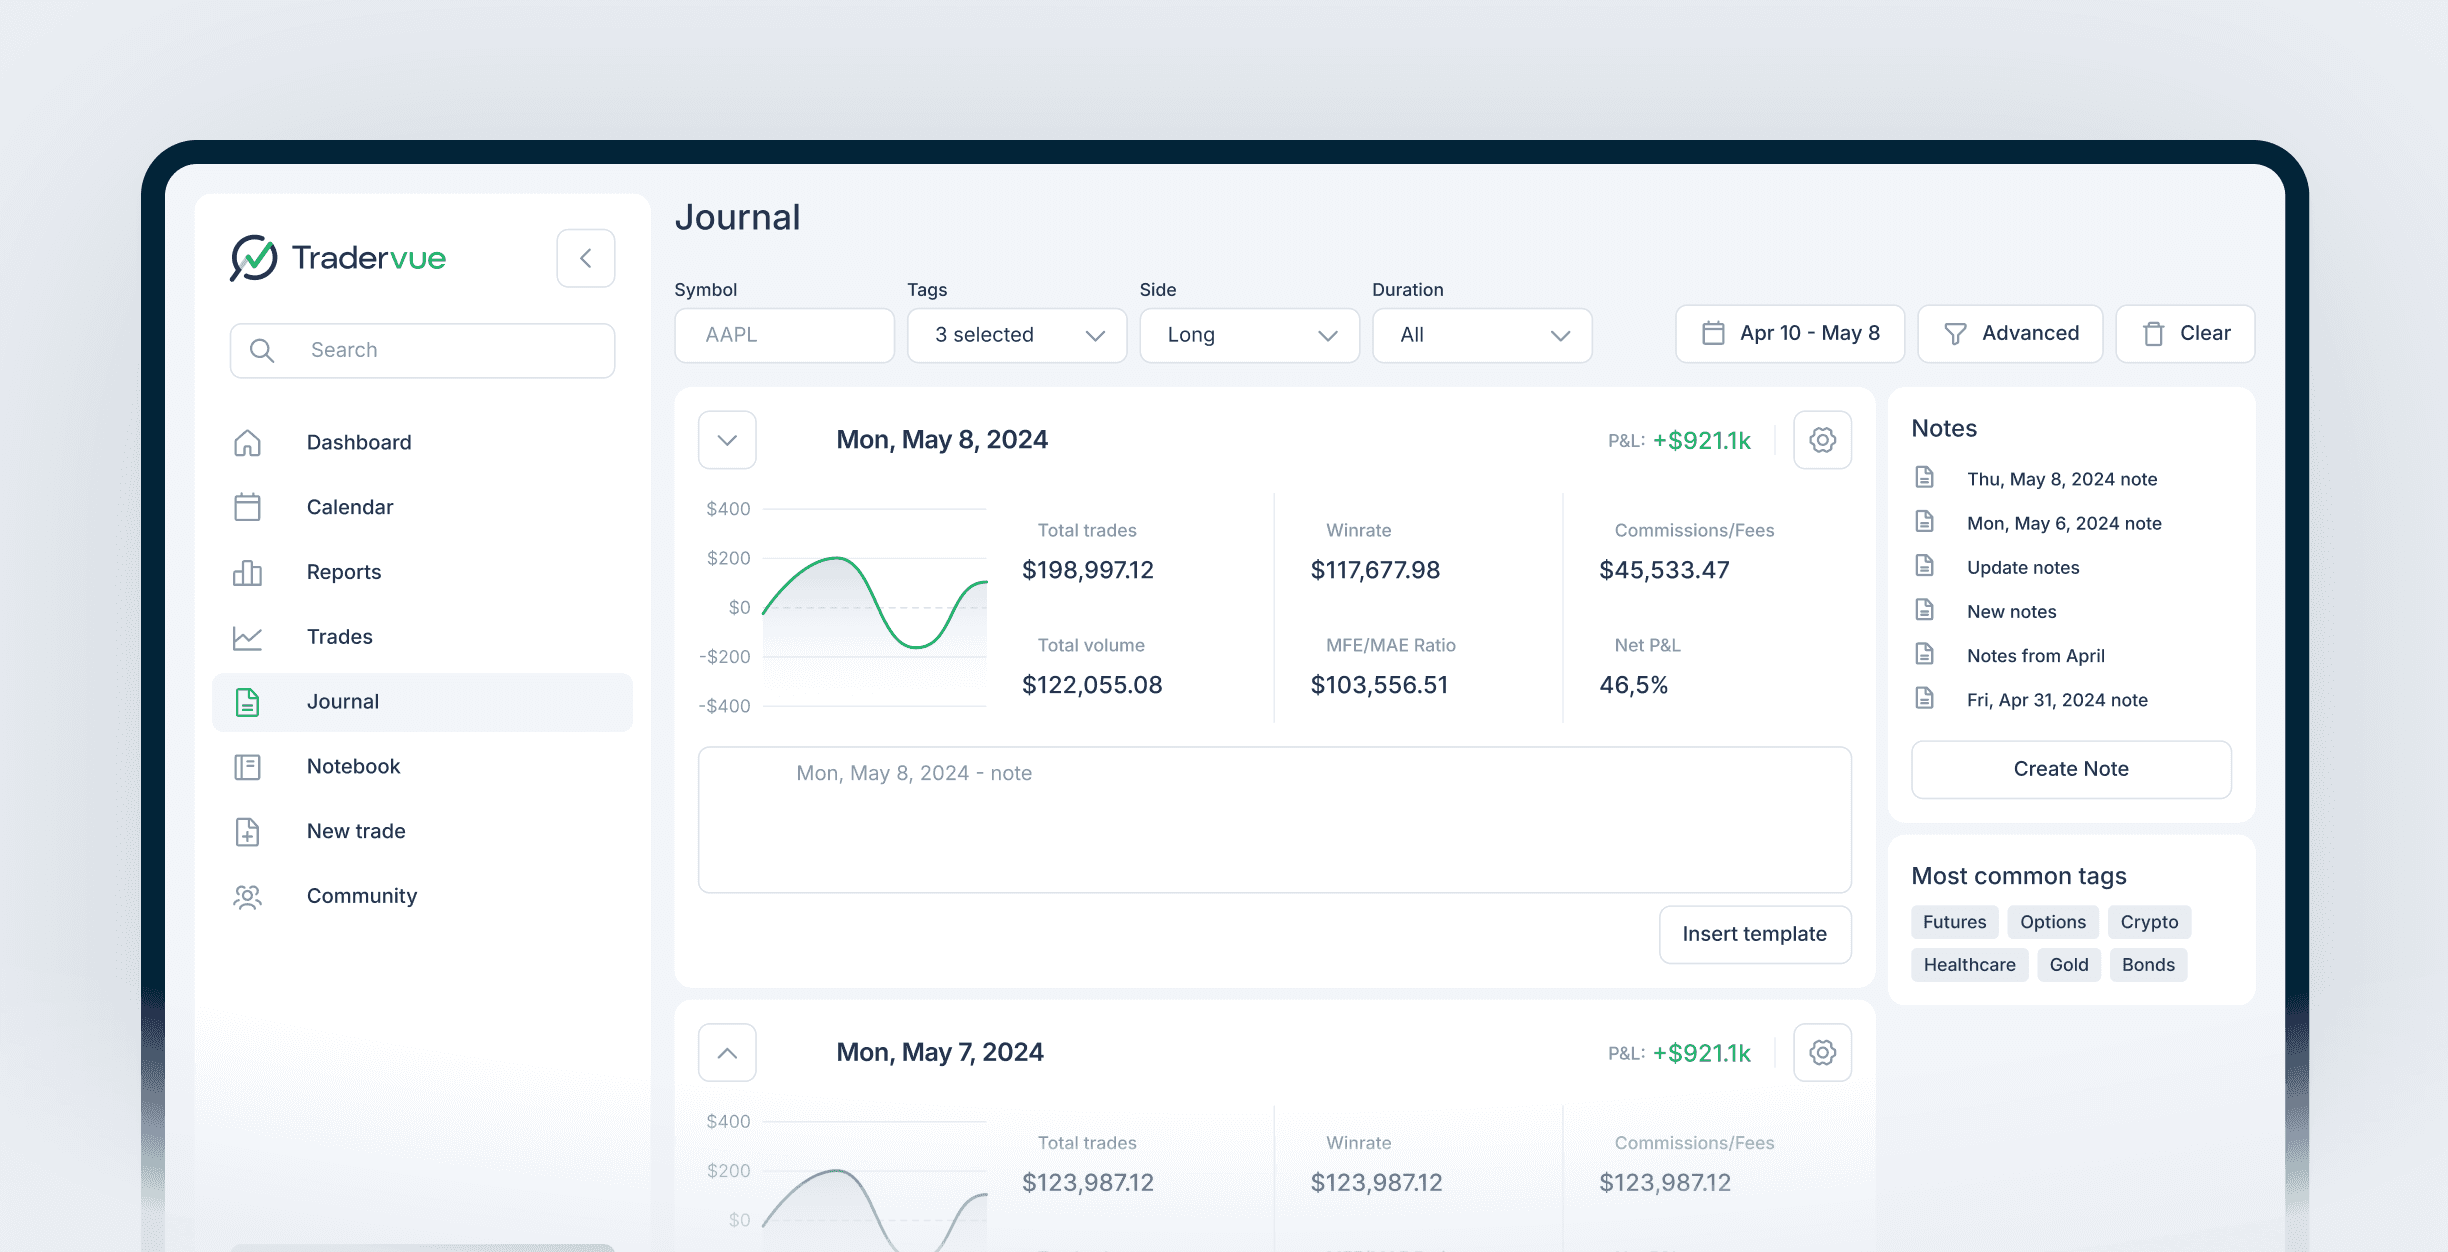 Tradervue
Search
Dashboard
Calendar
Reports
Trades
Journal
Notebook
New trade
Community
Journal
Symbol
AAPL
Tags
3 selected
Side
Long
Duration
All
Apr 10 - May 8
Advanced
Clear
Mon, May 8, 2024
P&L: +$921.1k
$400
$200
$0
-$200
-$400
Total trades
$198,997.12
Winrate
$117,677.98
Commissions/Fees
$45,533.47
Total volume
$122,055.08
MFE/MAE Ratio
$103,556.51
Net P&L
46,5%
Mon, May 8, 2024 - note
Insert template
Mon, May 7, 2024
P&L: +$921.1k
$400
$200
$0
Total trades
$123,987.12
Winrate
$123,987.12
Commissions/Fees
$123,987.12
Notes
Thu, May 8, 2024 note
Mon, May 6, 2024 note
Update notes
New notes
Notes from April
Fri, Apr 31, 2024 note
Create Note
Most common tags
Futures Options Crypto
Healthcare Gold Bonds